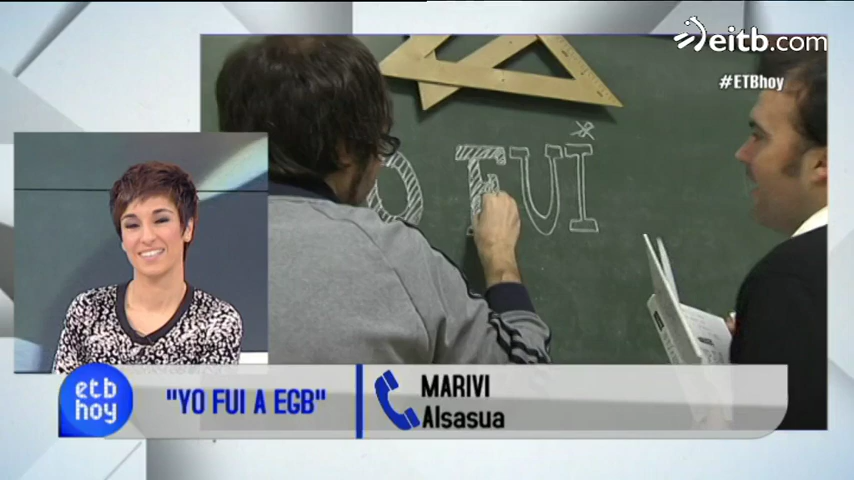 eitb.com
#ETBhoy
O FUI
etb
hoy
"YO FUI A EGB"
MARIVI
Alsasua